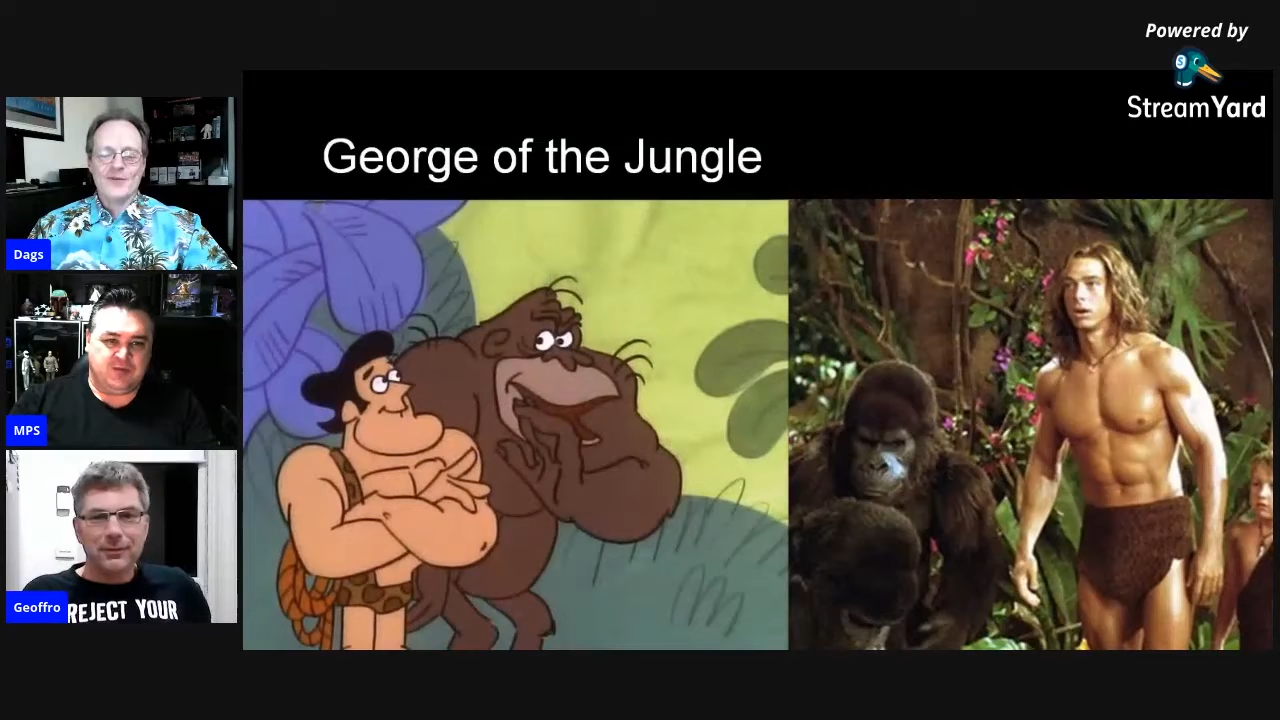 Powered by
StreamYard
George of the Jungle
Dags
MPS
Geoffro
REJECT YOUR